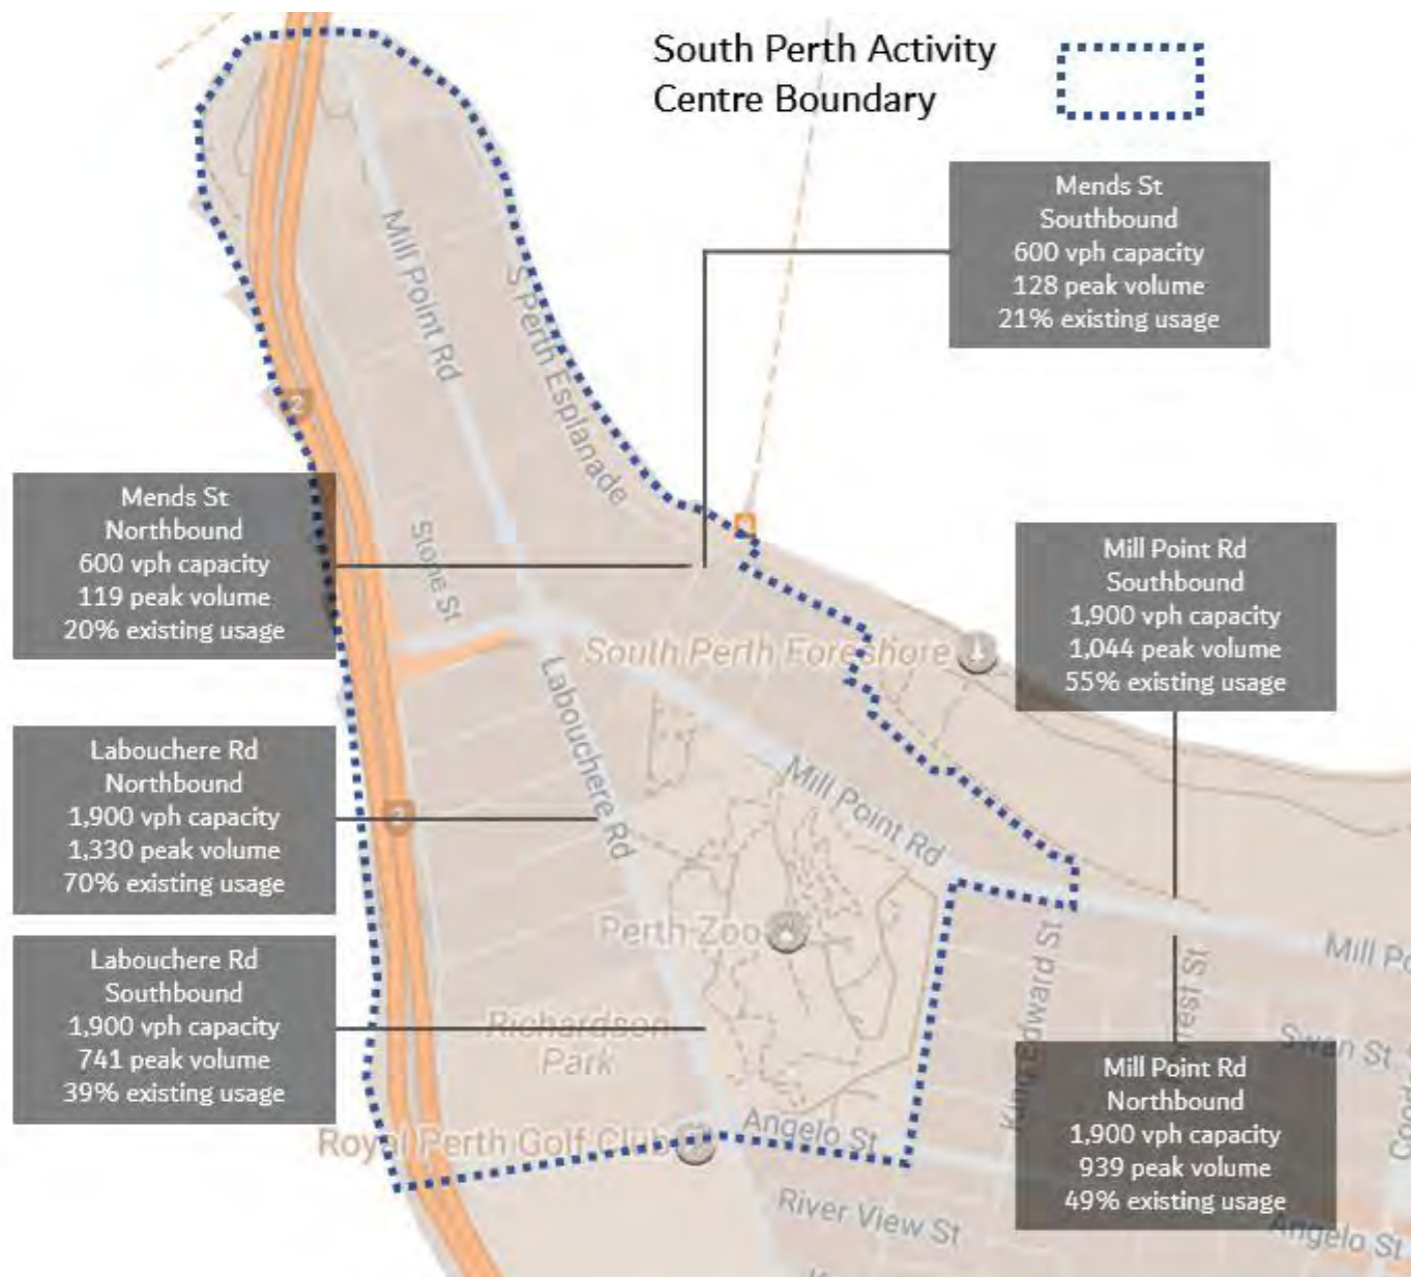 South Perth Activity
Centre Boundary
Mends St
Southbound
600 vph capacity
128 peak volume
21% existing usage
Mill Point Rd
S Perth Esplanade
2
Mends St
Northbound
600 vph capacity
119 peak volume
20% existing usage
Stone St
Mill Point Rd
Southbound
1,900 vph capacity
1,044 peak volume
55% existing usage
South Perth Foreshore
Labouchere Rd
Labouchere Rd
Northbound
1,900 vph capacity
1,330 peak volume
70% existing usage
2
Mill Point Rd
Perth Zoo
Labouchere Rd
Southbound
1,900 vph capacity
741 peak volume
39% existing usage
Richardson
Park
King Edward St
rest St
Mill Po
Swan St
Mill Point Rd
Northbound
1,900 vph capacity
939 peak volume
49% existing usage
Royal Perth Golf Club
Angelo St
River View St
Angelo St